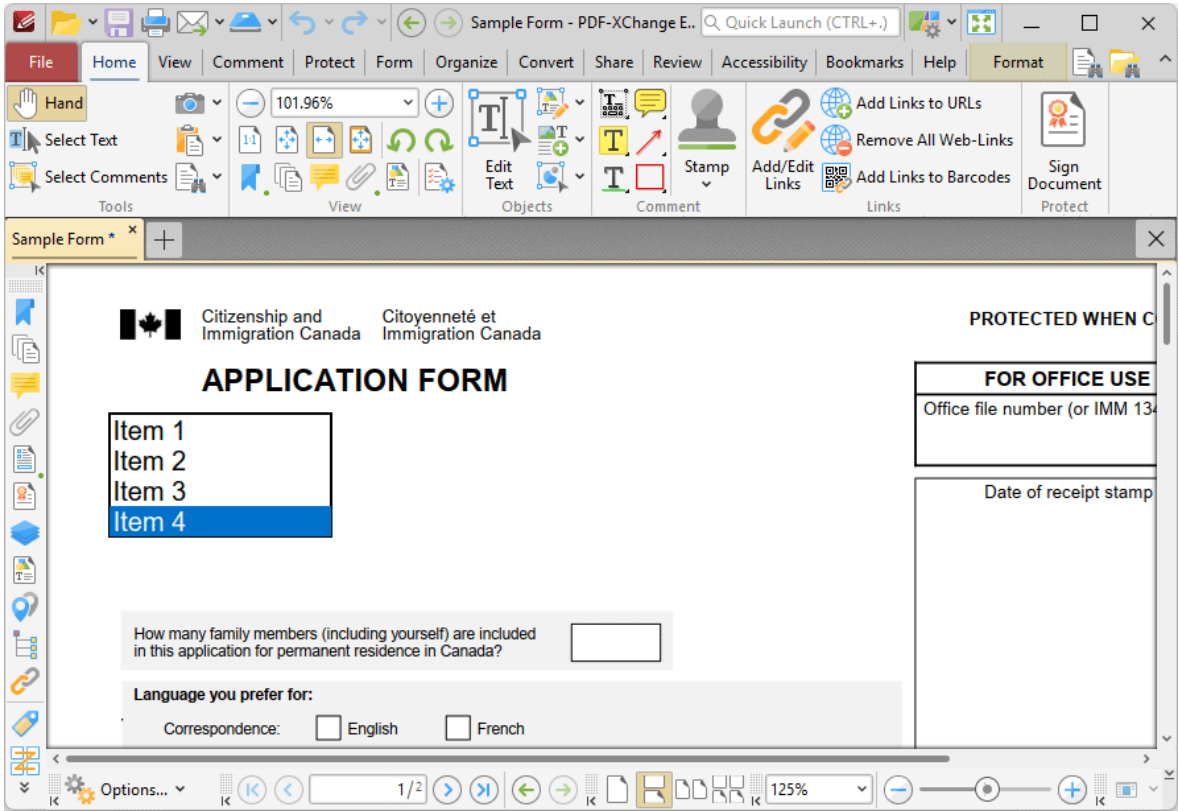 Sample Form - PDF-XChange E..
Quick Launch (CTRL+.)
File Home View Comment Protect Form Organize Convert Share Review Accessibility Bookmarks Help Format
Hand
Select Text
Select Comments
Tools
101.96%
1:1
View
Edit Text
Objects
Comment
Stamp
Add/Edit Links
Add Links to URLs
Remove All Web-Links
Add Links to Barcodes
Links
Sign Document
Protect
Sample Form *
Citizenship and Immigration Canada
Citoyenneté et Immigration Canada
PROTECTED WHEN C
APPLICATION FORM
FOR OFFICE USE
Office file number (or IMM 134
Item 1
Item 2
Item 3
Item 4
Date of receipt stamp
How many family members (including yourself) are included
in this application for permanent residence in Canada?
Language you prefer for:
Correspondence: English French
Options...
1/2
125%